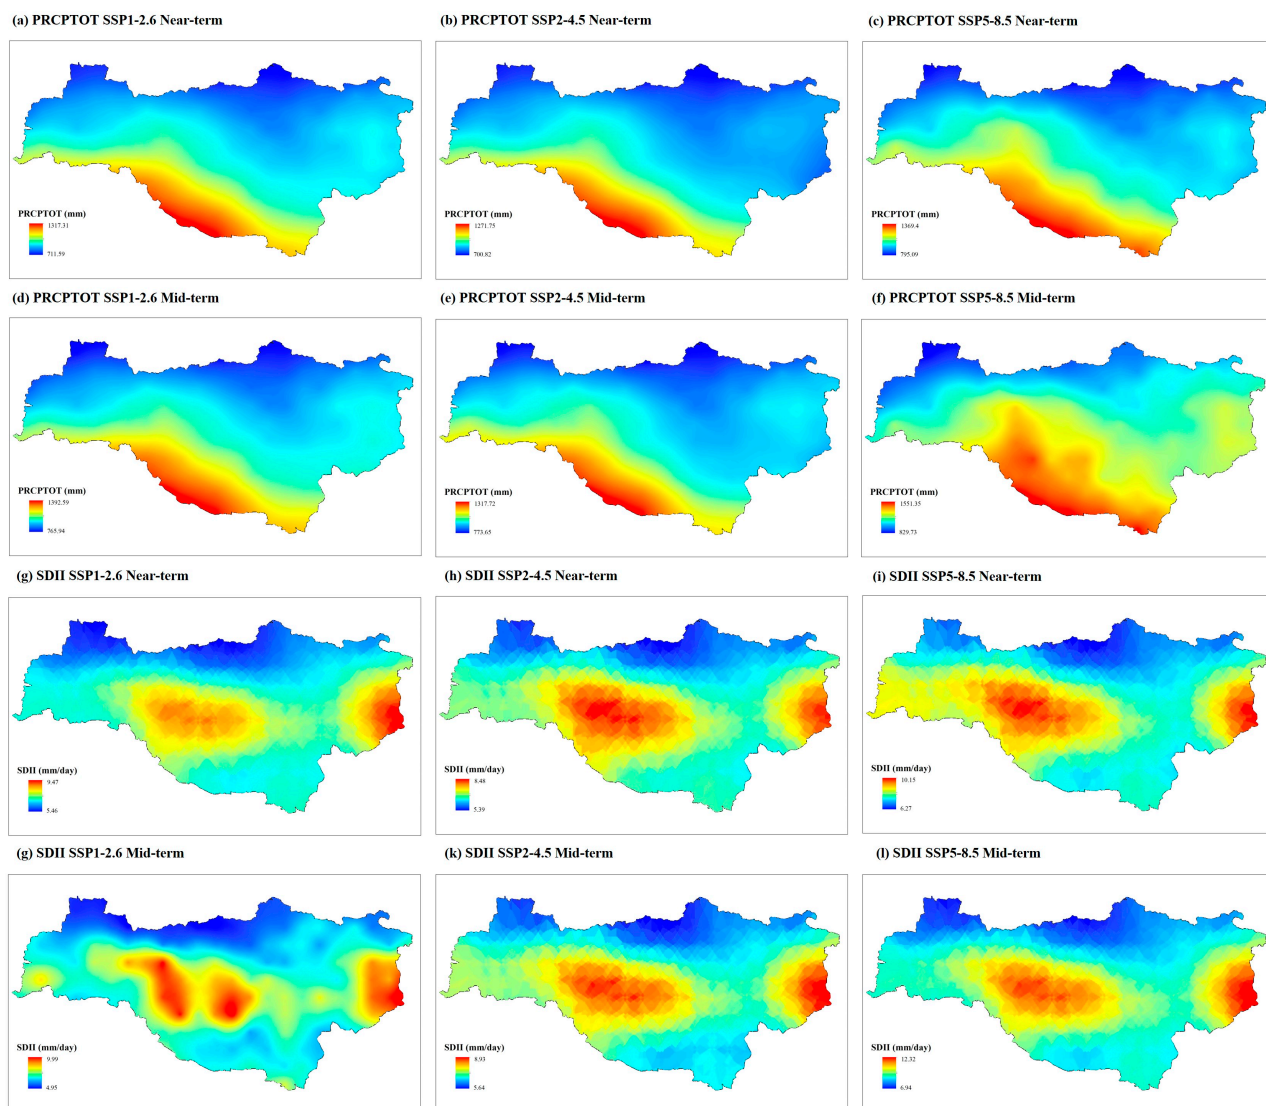 (a) PRCPTOT SSP1-2.6 Near-term
(b) PRCPTOT SSP2-4.5 Near-term
(c) PRCPTOT SSP5-8.5 Near-term
PRCPTOT (mm)
1317.31
711.59
PRCPTOT (mm)
1271.75
700.82
PRCPTOT (mm)
1369.4
795.09
(d) PRCPTOT SSP1-2.6 Mid-term
(e) PRCPTOT SSP2-4.5 Mid-term
(f) PRCPTOT SSP5-8.5 Mid-term
PRCPTOT (mm)
1392.59
765.94
PRCPTOT (mm)
1317.72
773.65
PRCPTOT (mm)
1551.35
829.73
(g) SDII SSP1-2.6 Near-term
(h) SDII SSP2-4.5 Near-term
(i) SDII SSP5-8.5 Near-term
SDII (mm/day)
9.47
5.46
SDII (mm/day)
8.48
5.39
SDII (mm/day)
10.15
6.27
(g) SDII SSP1-2.6 Mid-term
(k) SDII SSP2-4.5 Mid-term
(l) SDII SSP5-8.5 Mid-term
SDII (mm/day)
9.99
4.95
SDII (mm/day)
8.93
5.64
SDII (mm/day)
12.32
6.94